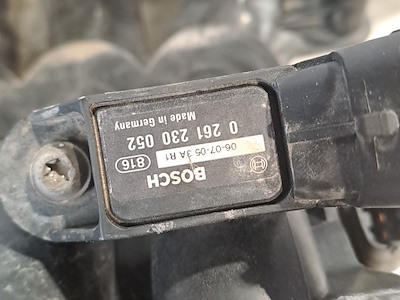 BOSCH 816
06-07-05 3A R1
0 261 230 052
Made in Germany